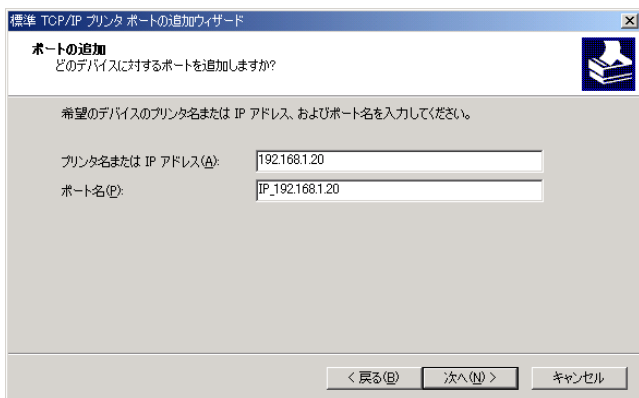 標準 TCP/IP プリンタ ポートの追加ウィザード
ポートの追加
どのデバイスに対するポートを追加しますか?
希望のデバイスのプリンタ名または IP アドレス、およびポート名を入力してください。
プリンタ名または IP アドレス(A):
192.168.1.20
ポート名(P):
IP_192.168.1.20
< 戻る(B)
次へ(N) >
キャンセル